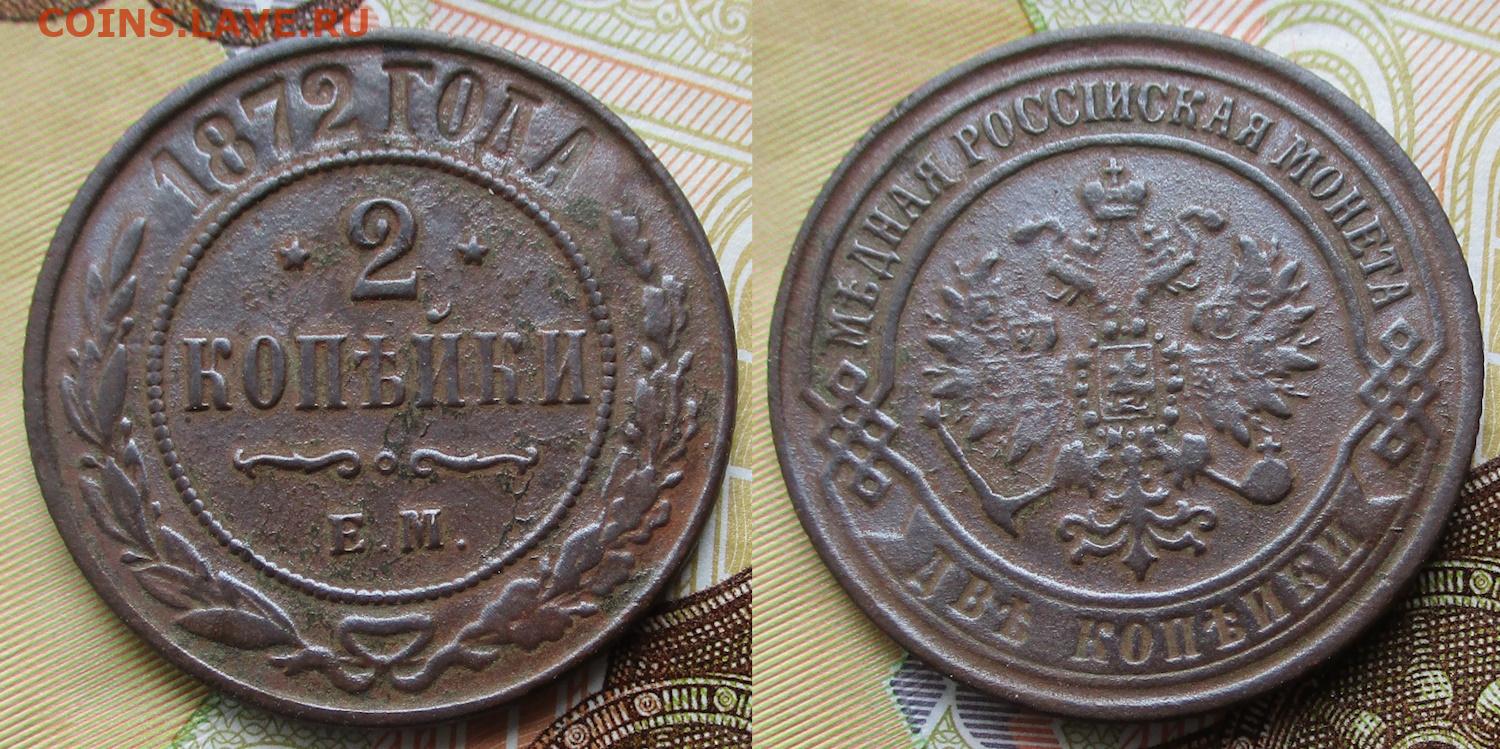 COINS.LAVE.RU
1872 ГОДА
2
КОПѢЙКИ
Е.М.
МѢДНАЯ РОССІЙСКАЯ МОНЕТА
ДВѢ КОПѢЙКИ